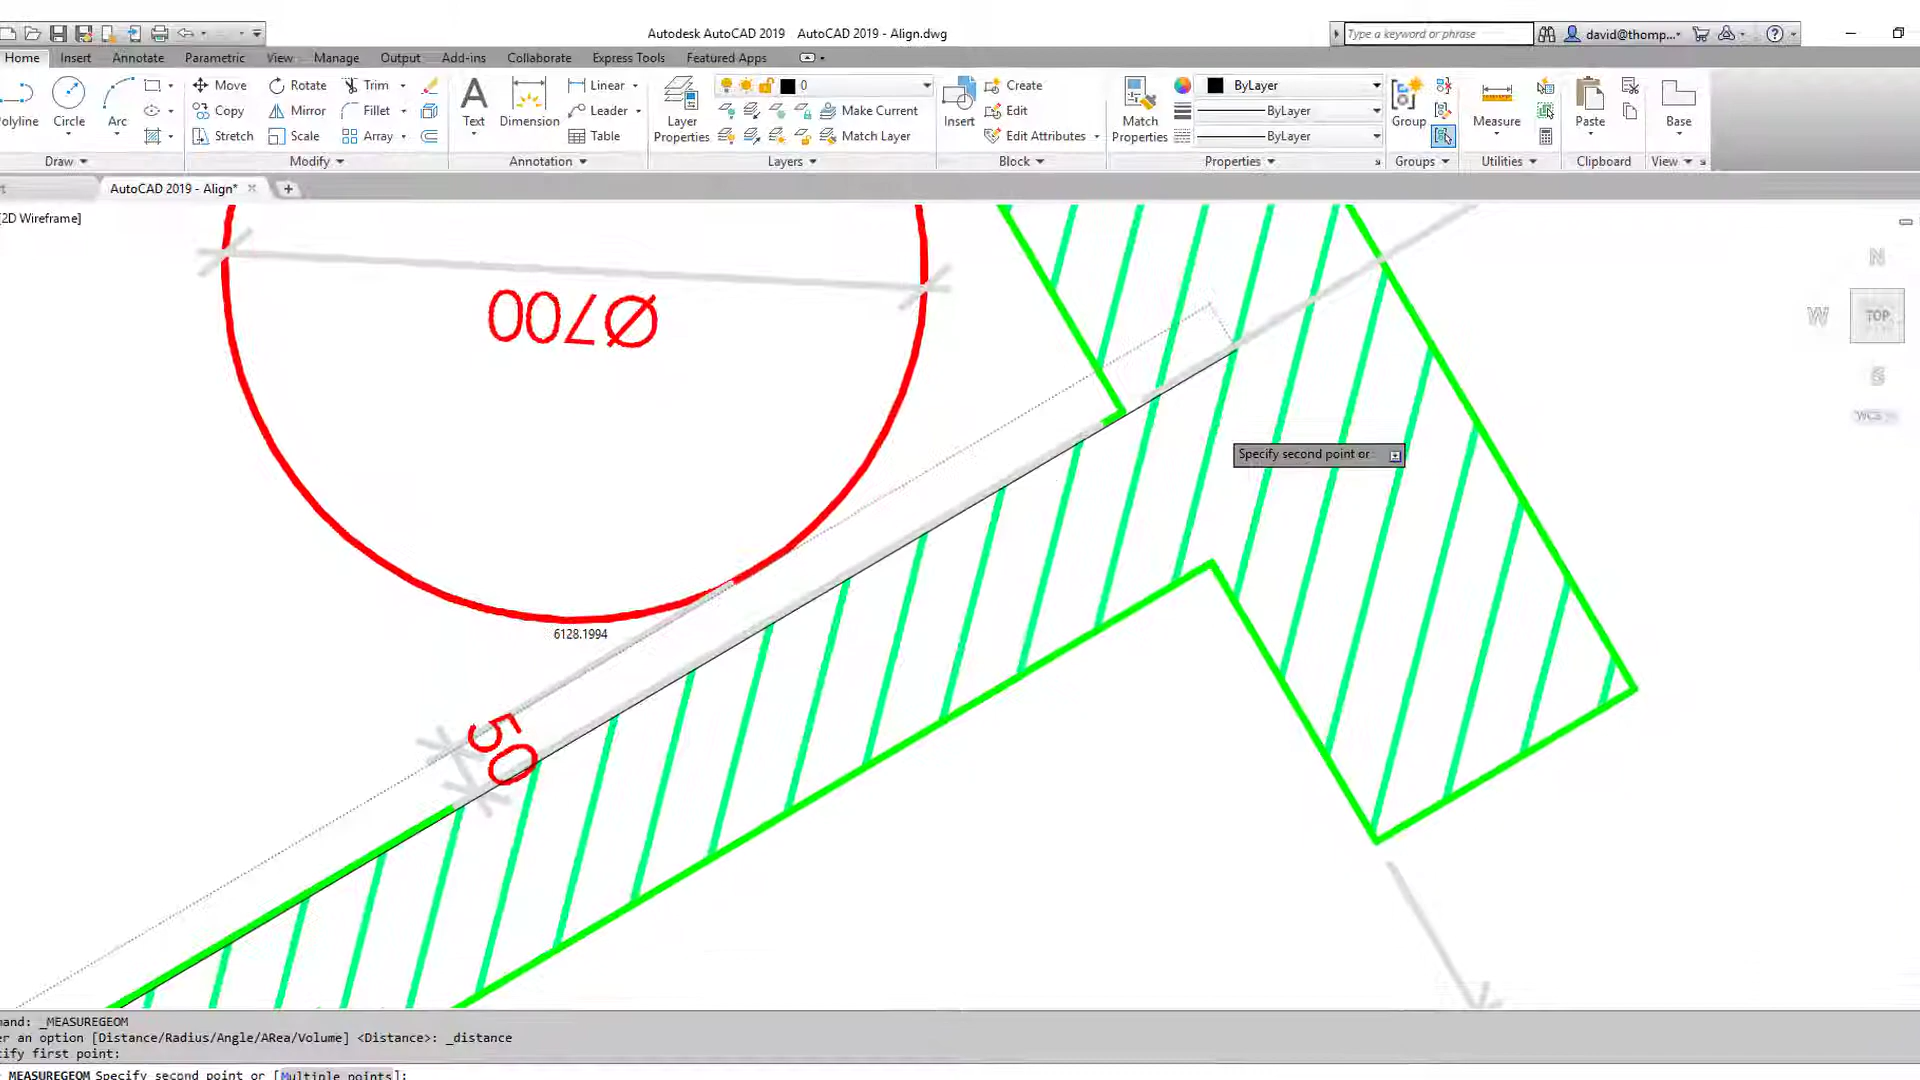 Autodesk AutoCAD 2019 AutoCAD 2019 - Align.dwg
Type a keyword or phrase
david@thomp...
Home Insert Annotate Parametric View Manage Output Add-ins Collaborate Express Tools Featured Apps
Polyline
Circle
Arc
Move
Rotate
Trim
Copy
Mirror
Fillet
Stretch
Scale
Array
Text
Dimension
Linear
Leader
Table
Layer
Properties
0
Make Current
Match Layer
Insert
Create
Edit
Edit Attributes
Match
Properties
ByLayer
ByLayer
ByLayer
Group
Measure
Paste
Base
Draw Modify Annotation Layers Block Properties Groups Utilities Clipboard View
AutoCAD 2019 - Align*
[2D Wireframe]
N
W
TOP
S
WCS
Ø700
Specify second point or
6128.1994
50
mand: _MEASUREGEOM
er an option [Distance/Radius/Angle/ARea/Volume] <Distance>: _distance
cify first point:
MEASUREGEOM Specify second point or [Multiple points]: